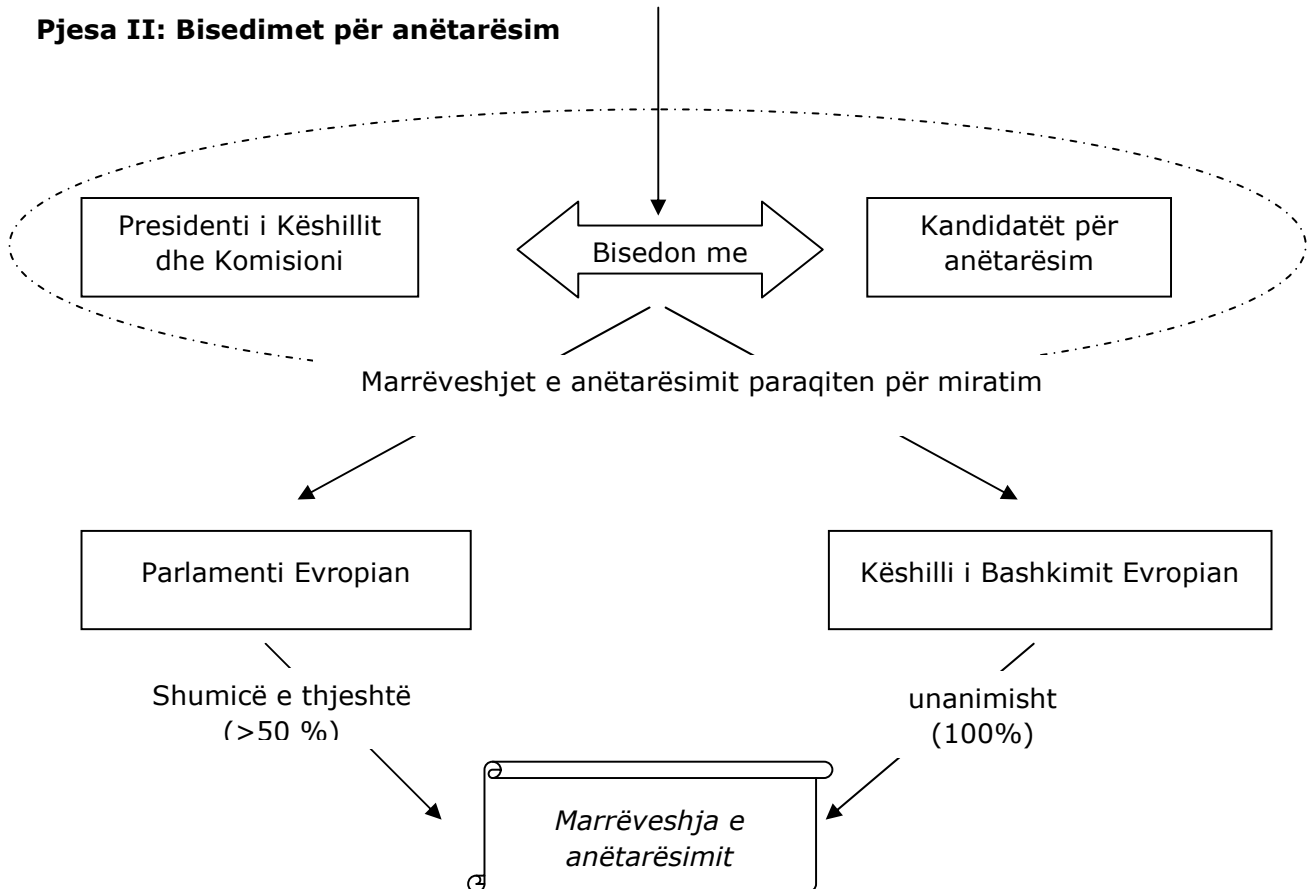 Pjesa II: Bisedimet për anëtarësim
Presidenti i Këshillit
dhe Komisioni
Bisedon me
Kandidatët për
anëtarësim
Marrëveshjet e anëtarësimit paraqiten për miratim
Parlamenti Evropian
Këshilli i Bashkimit Evropian
Shumicë e thjeshtë
(>50 %)
unanimisht
(100%)
Marrëveshja e
anëtarësimit